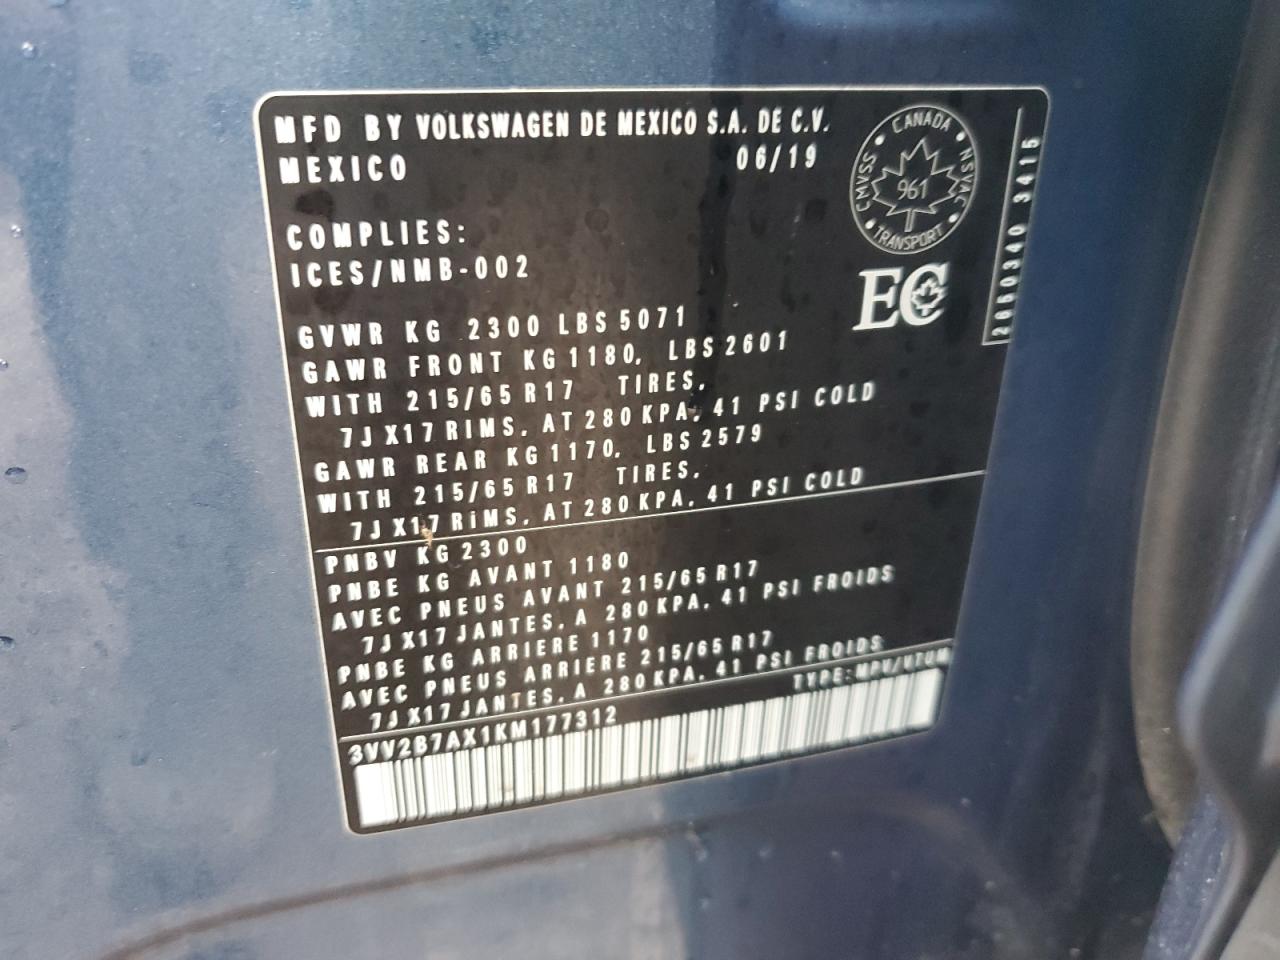 MFD BY VOLKSWAGEN DE MEXICO S.A. DE C.V.
MEXICO 06/19
CANADA
CMVSS NSVAC
961
TRANSPORT
COMPLIES:
ICES/NMB-002
EC
GVWR KG 2300 LBS 5071
GAWR FRONT KG 1180, LBS 2601
WITH 215/65 R17 TIRES,
7J X17 RIMS, AT 280 KPA, 41 PSI COLD
GAWR REAR KG 1170, LBS 2579
WITH 215/65 R17 TIRES,
7J X17 RiMS, AT 280 KPA, 41 PSI COLD
PNBV KG 2300
PNBE KG AVANT 1180
AVEC PNEUS AVANT 215/65 R17
7J X17 JANTES, A 280 KPA, 41 PSI FROIDS
PNBE KG ARRIERE 1170
AVEC PNEUS ARRIERE 215/65 R17
7J X17 JANTES, A 280 KPA, 41 PSI FROIDS
3VV2B7AX1KM177312 TYPE:MPV/VTUM
3415